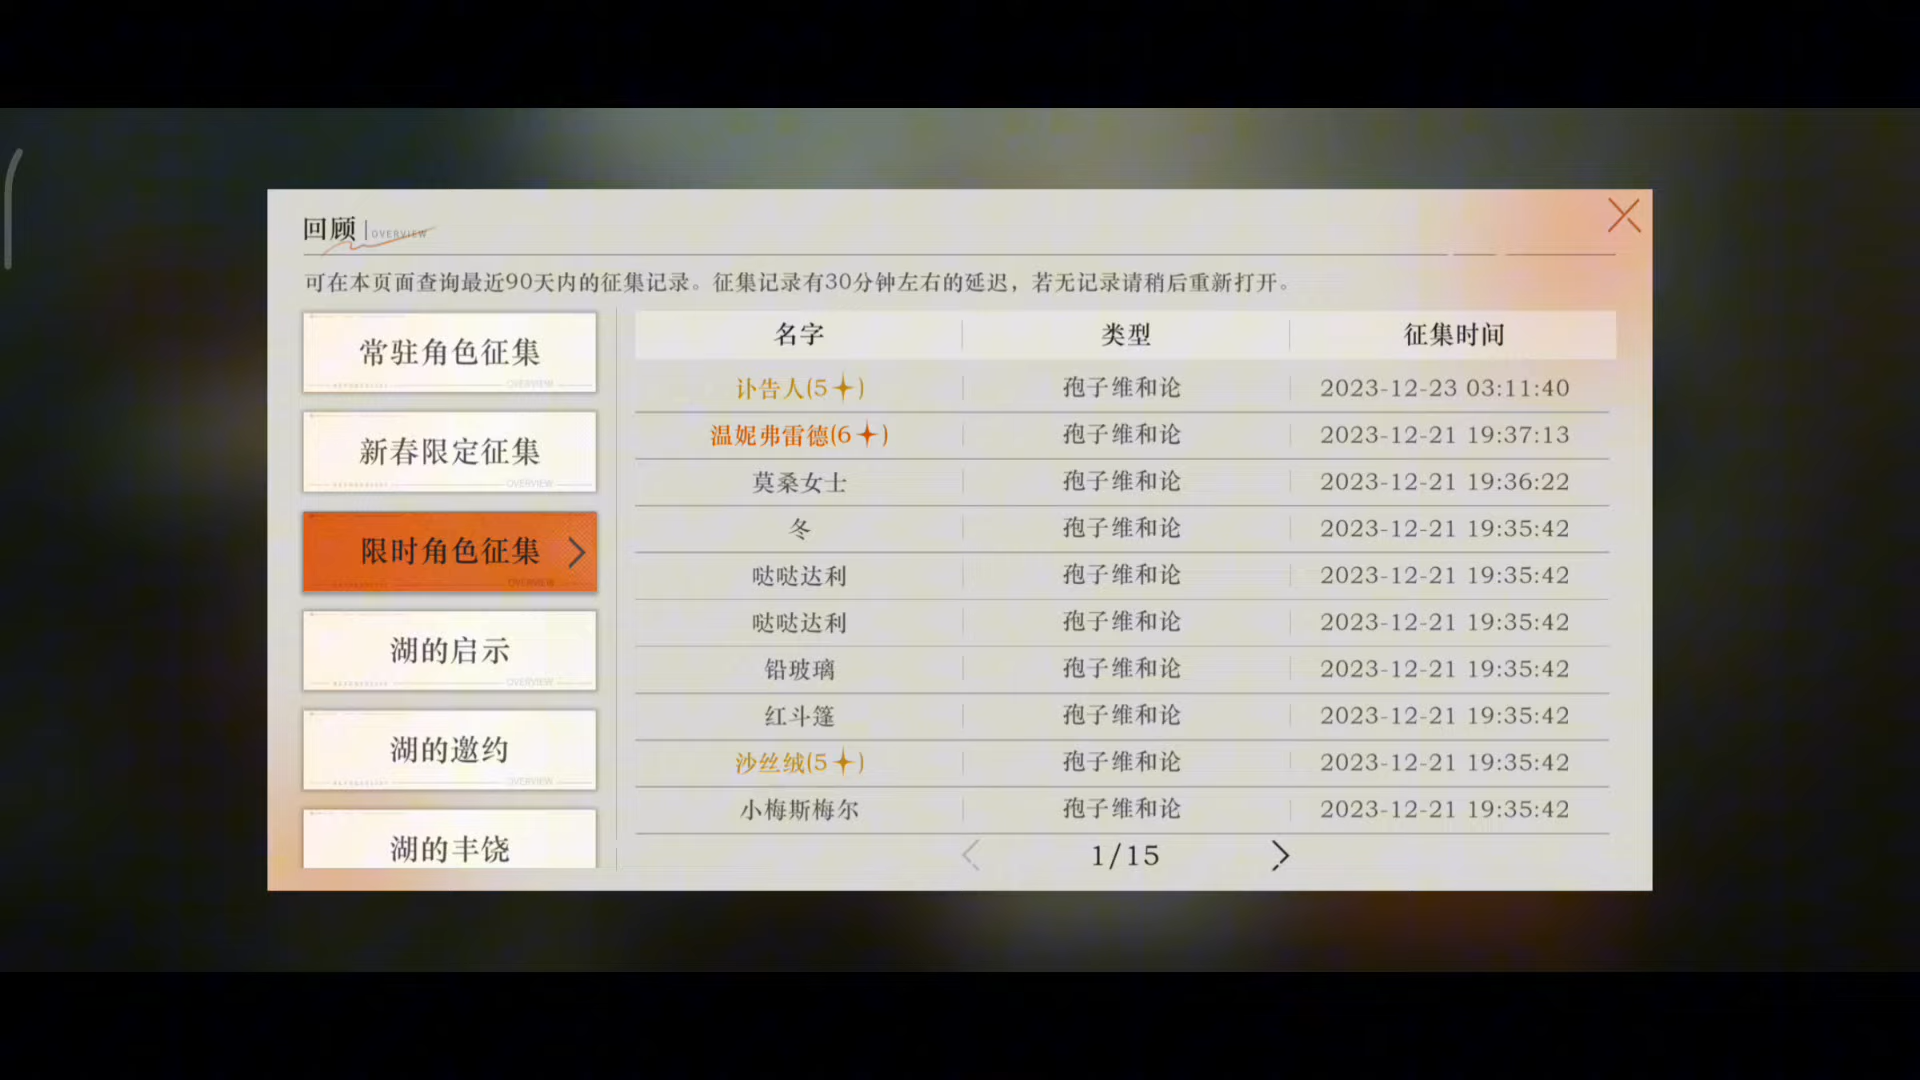 回顾 OVERVIEW
可在本页面查询最近90天内的征集记录。征集记录有30分钟左右的延迟，若无记录请稍后重新打开。
常驻角色征集
OVERVIEW
新春限定征集
OVERVIEW
限时角色征集
OVERVIEW
湖的启示
OVERVIEW
湖的邀约
OVERVIEW
湖的丰饶
名字 类型 征集时间
讣告人(5✦) 孢子维和论 2023-12-23 03:11:40
温妮弗雷德(6✦) 孢子维和论 2023-12-21 19:37:13
莫桑女士 孢子维和论 2023-12-21 19:36:22
冬 孢子维和论 2023-12-21 19:35:42
哒哒达利 孢子维和论 2023-12-21 19:35:42
哒哒达利 孢子维和论 2023-12-21 19:35:42
铅玻璃 孢子维和论 2023-12-21 19:35:42
红斗篷 孢子维和论 2023-12-21 19:35:42
沙丝绒(5✦) 孢子维和论 2023-12-21 19:35:42
小梅斯梅尔 孢子维和论 2023-12-21 19:35:42
1/15